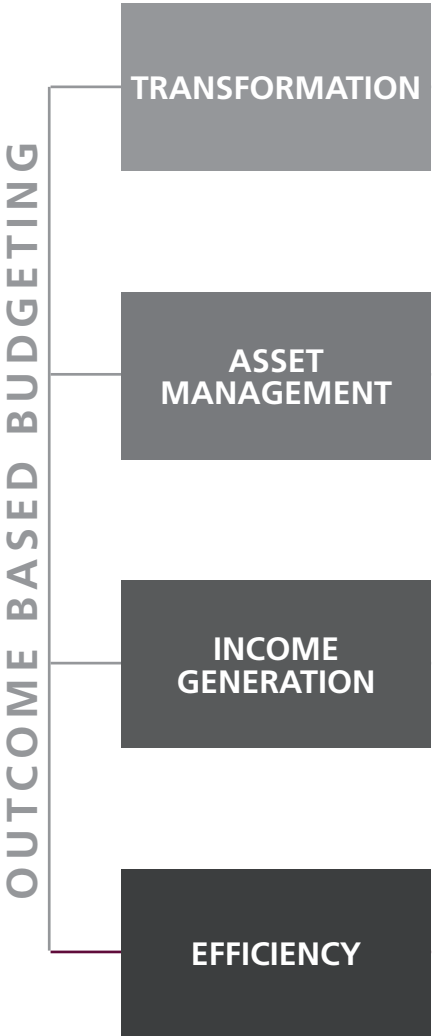 OUTCOME BASED BUDGETING
TRANSFORMATION
ASSET
MANAGEMENT
INCOME
GENERATION
EFFICIENCY